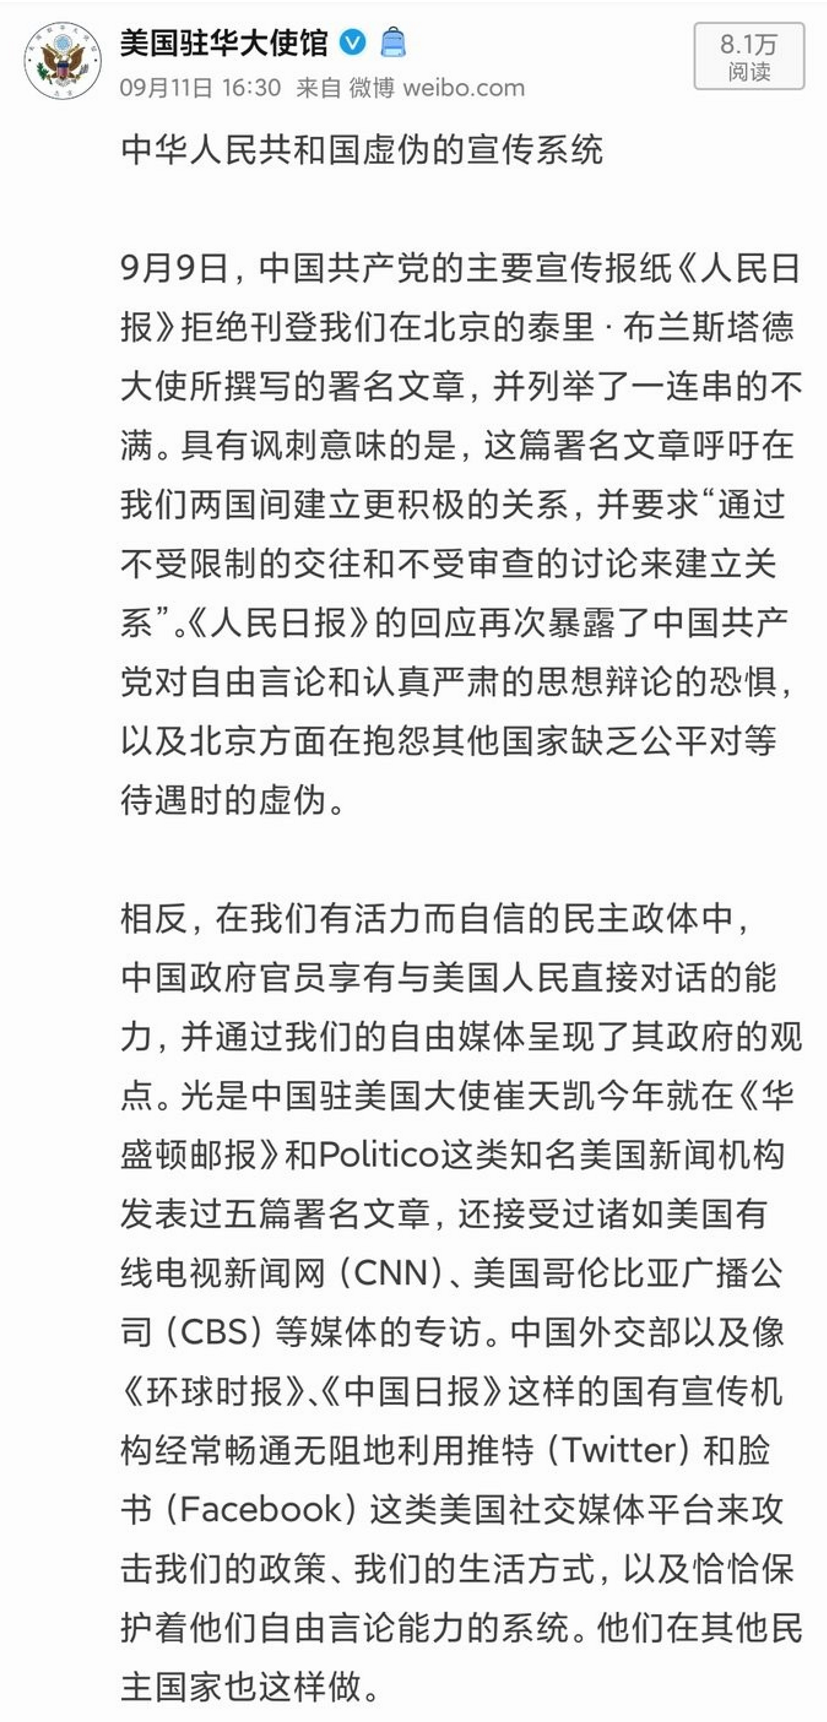 美国驻华大使馆
8.1万
阅读
09月11日 16:30 来自 微博 weibo.com
中华人民共和国虚伪的宣传系统
9月9日，中国共产党的主要宣传报纸《人民日
报》拒绝刊登我们在北京的泰里·布兰斯塔德
大使所撰写的署名文章，并列举了一连串的不
满。具有讽刺意味的是，这篇署名文章呼吁在
我们两国间建立更积极的关系，并要求“通过
不受限制的交往和不受审查的讨论来建立关
系”。《人民日报》的回应再次暴露了中国共产
党对自由言论和认真严肃的思想辩论的恐惧，
以及北京方面在抱怨其他国家缺乏公平对等
待遇时的虚伪。
相反，在我们有活力而自信的民主政体中，
中国政府官员享有与美国人民直接对话的能
力，并通过我们的自由媒体呈现了其政府的观
点。光是中国驻美国大使崔天凯今年就在《华
盛顿邮报》和Politico这类知名美国新闻机构
发表过五篇署名文章，还接受过诸如美国有
线电视新闻网（CNN）、美国哥伦比亚广播公
司（CBS）等媒体的专访。中国外交部以及像
《环球时报》、《中国日报》这样的国有宣传机
构经常畅通无阻地利用推特（Twitter）和脸
书（Facebook）这类美国社交媒体平台来攻
击我们的政策、我们的生活方式，以及恰恰保
护着他们自由言论能力的系统。他们在其他民
主国家也这样做。